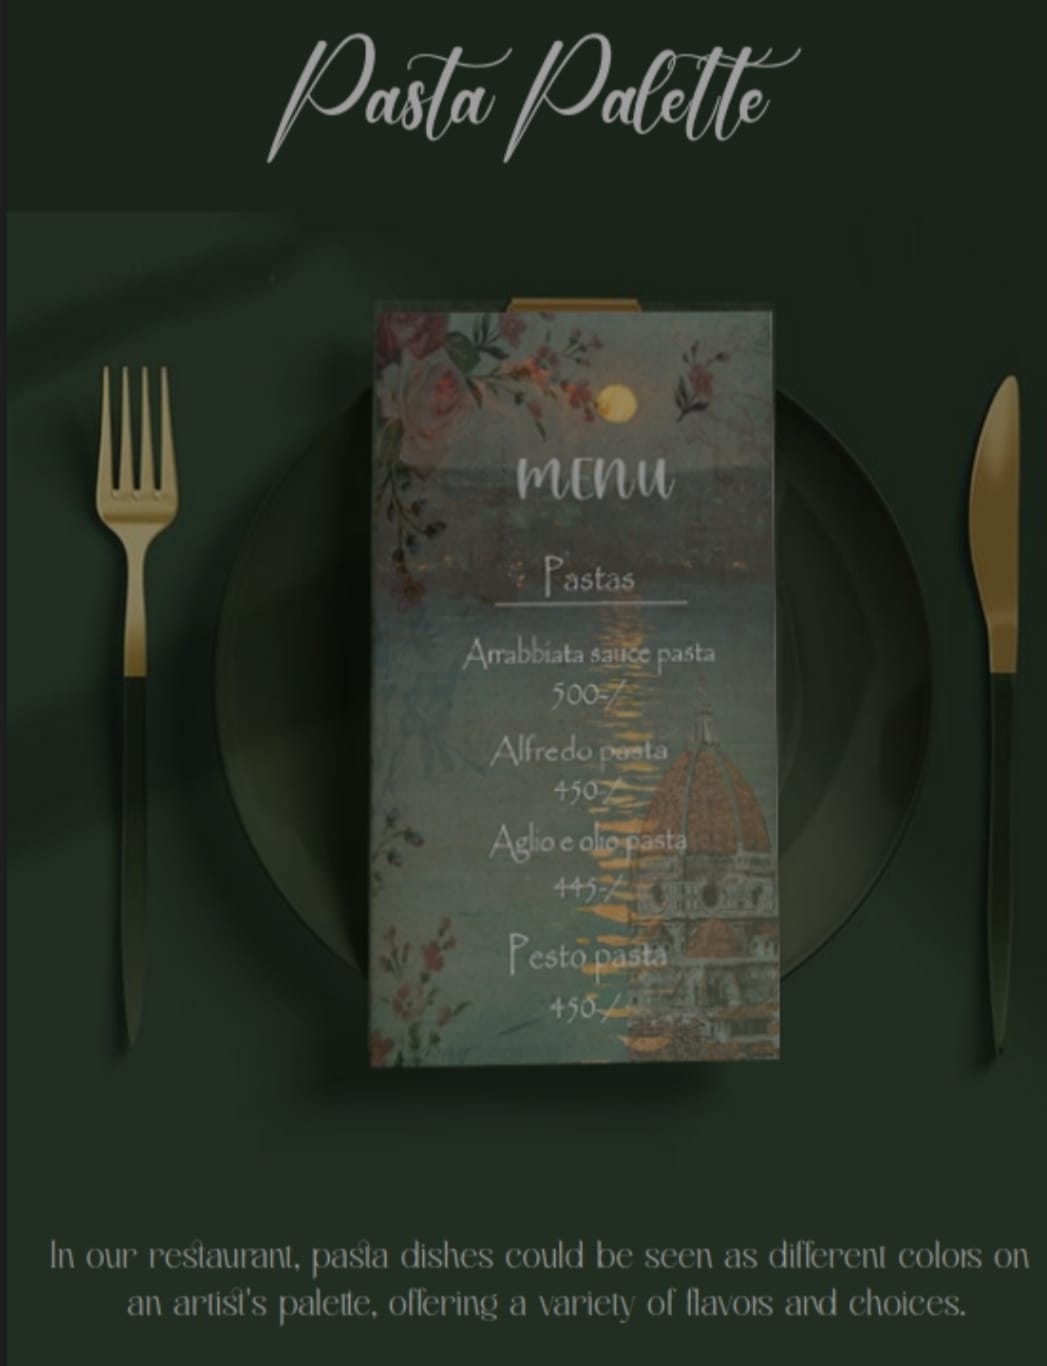 Pasta Palette
MENU
Pastas
Arrabbiata sauce pasta
500-/
Alfredo pasta
450-/
Aglio e olio pasta
445-/
Pesto pasta
450-/
In our restaurant, pasta dishes could be seen as different colors on
an artist's palette, offering a variety of flavors and choices.